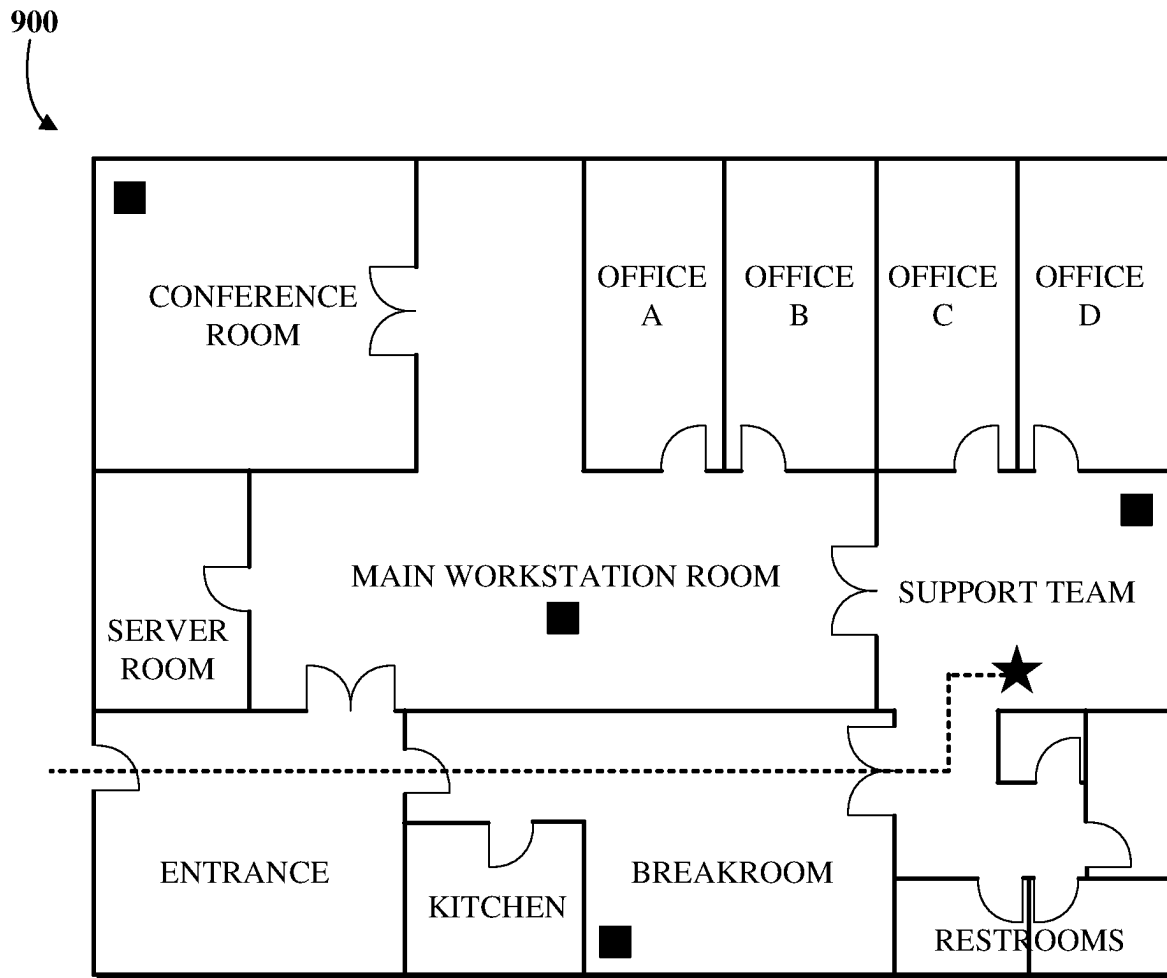 900
CONFERENCE
ROOM
OFFICE
A
OFFICE
B
OFFICE
C
OFFICE
D
MAIN WORKSTATION ROOM
SUPPORT TEAM
SERVER
ROOM
ENTRANCE
KITCHEN
BREAKROOM
RESTROOMS